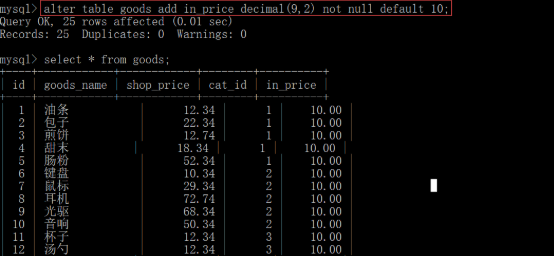 mysql> alter table goods add in_price decimal(9,2) not null default 10;
Query OK, 25 rows affected (0.01 sec)
Records: 25  Duplicates: 0  Warnings: 0
mysql> select * from goods;
+----+------------+------------+--------+----------+
| id | goods_name | shop_price | cat_id | in_price |
+----+------------+------------+--------+----------+
| 1 | 油条 | 12.34 | 1 | 10.00 |
| 2 | 包子 | 22.34 | 1 | 10.00 |
| 3 | 煎饼 | 12.74 | 1 | 10.00 |
| 4 | 甜末 | 18.34 | 1 | 10.00 |
| 5 | 肠粉 | 52.34 | 1 | 10.00 |
| 6 | 键盘 | 10.34 | 2 | 10.00 |
| 7 | 鼠标 | 29.34 | 2 | 10.00 |
| 8 | 耳机 | 72.74 | 2 | 10.00 |
| 9 | 光驱 | 68.34 | 2 | 10.00 |
| 10 | 音响 | 50.34 | 2 | 10.00 |
| 11 | 杯子 | 12.34 | 3 | 10.00 |
| 12 | 汤勺 | 12.34 | 3 | 10.00 |